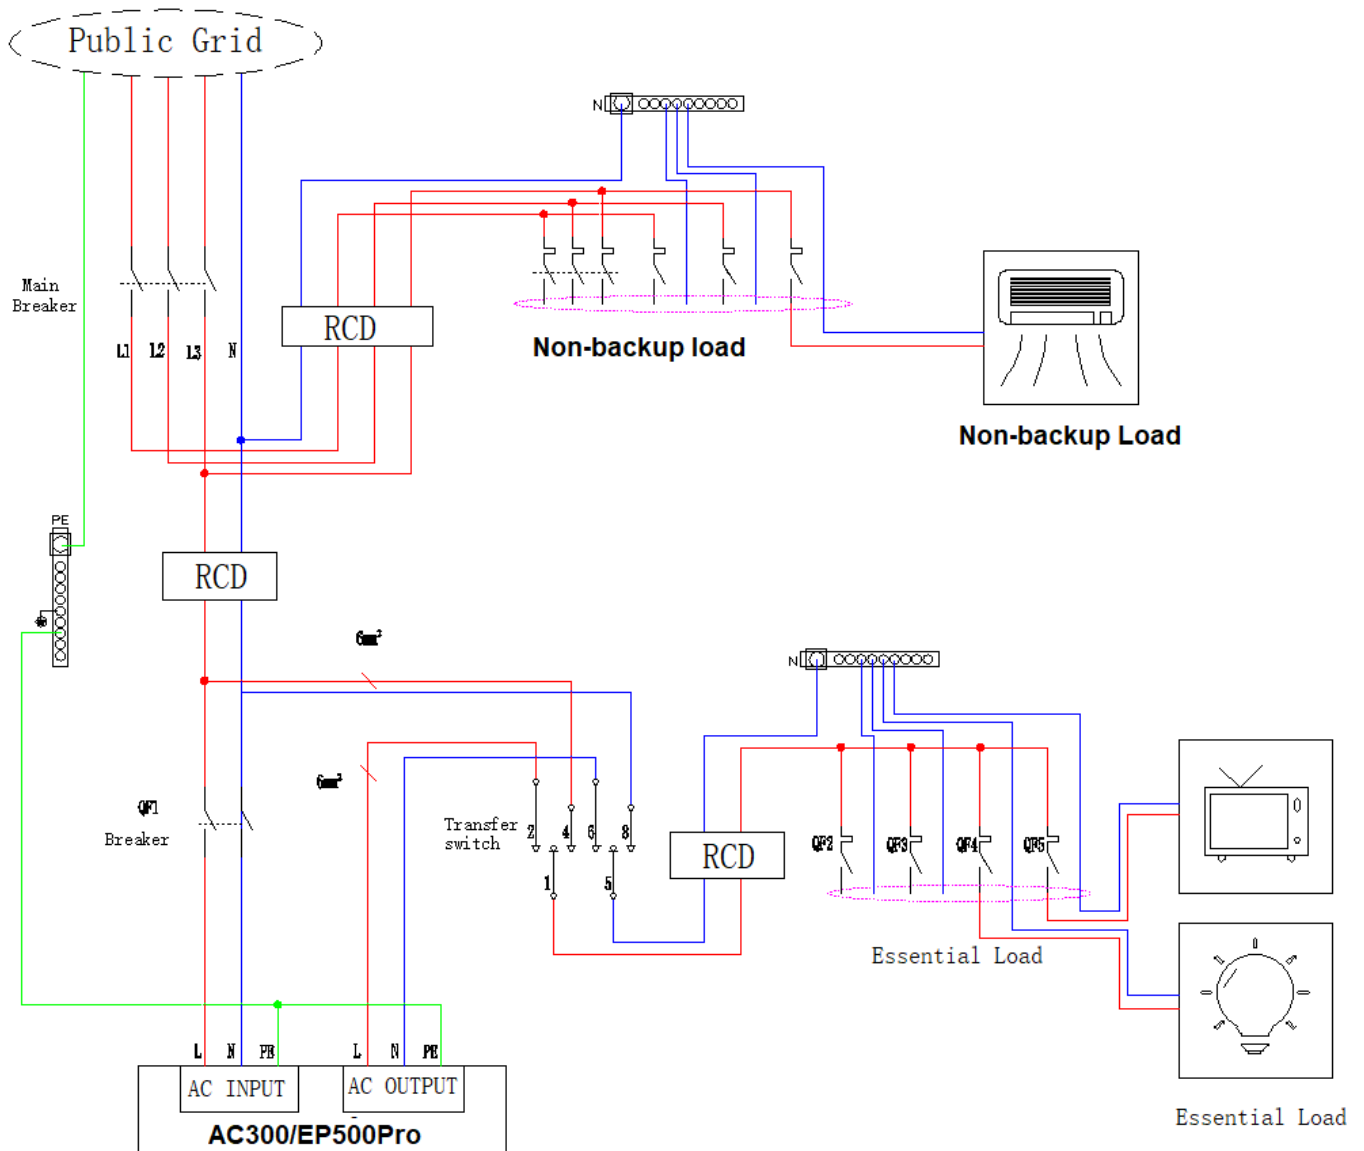 Public Grid
N
Main
Breaker
L1 L2 L3 N
RCD
Non-backup load
Non-backup Load
PE
RCD
6mm²
N
6mm²
QF1
Breaker
Transfer
switch
2 4 6 8
1 5
RCD
QF2 QF3 QF4 QF5
Essential Load
L N PE L N PE
AC INPUT AC OUTPUT
AC300/EP500Pro
Essential Load